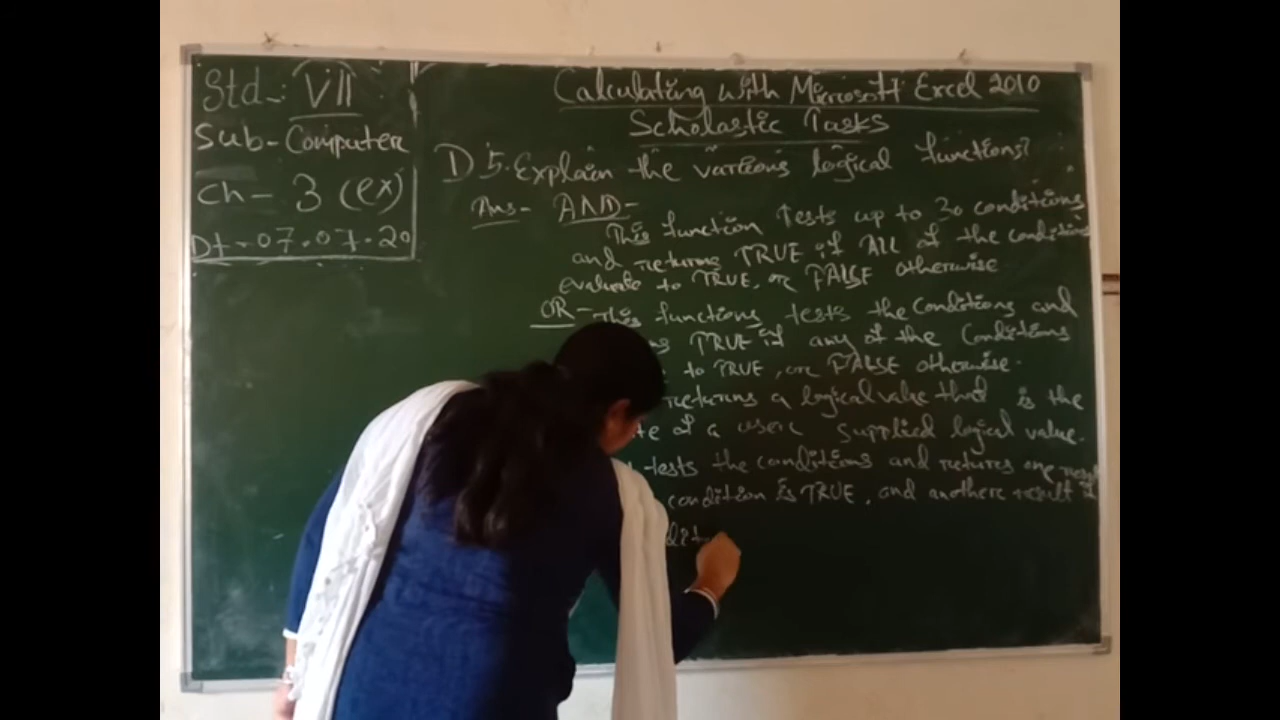 Std-: VII
Sub-Computer
Ch- 3 (ex)
Dt-07.07.20
Calculating with Microsoft Excel 2010
Scholastic Tasks
D 5. Explain the various logical functions?
Ans- AND-
This function Tests up to 30 conditions
and returns TRUE if ALL of the conditions
evaluate to TRUE, or FALSE otherwise
OR- This functions tests the conditions and
TRUE if any of the conditions
to TRUE, or FALSE otherwise.
returns a logical value that is the
of a user supplied logical value.
tests the conditions and returns one result
condition is TRUE, and another result